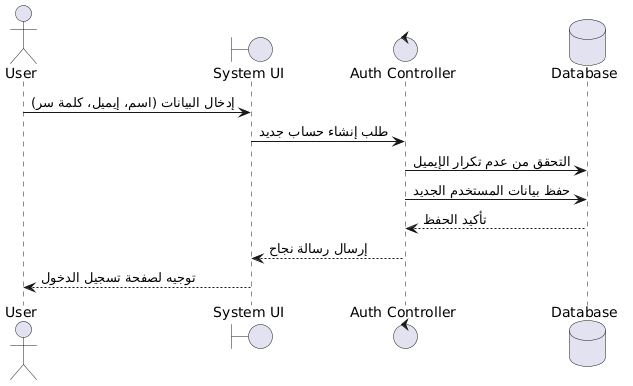 User
System UI
Auth Controller
Database
إدخال البيانات (اسم، إيميل، كلمة سر)
طلب إنشاء حساب جديد
التحقق من عدم تكرار الإيميل
حفظ بيانات المستخدم الجديد
تأكيد الحفظ
إرسال رسالة نجاح
توجيه لصفحة تسجيل الدخول
User
System UI
Auth Controller
Database